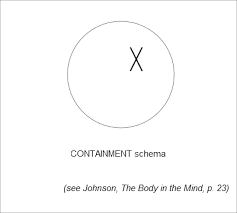 X
CONTAINMENT schema
(see Johnson, The Body in the Mind, p. 23)